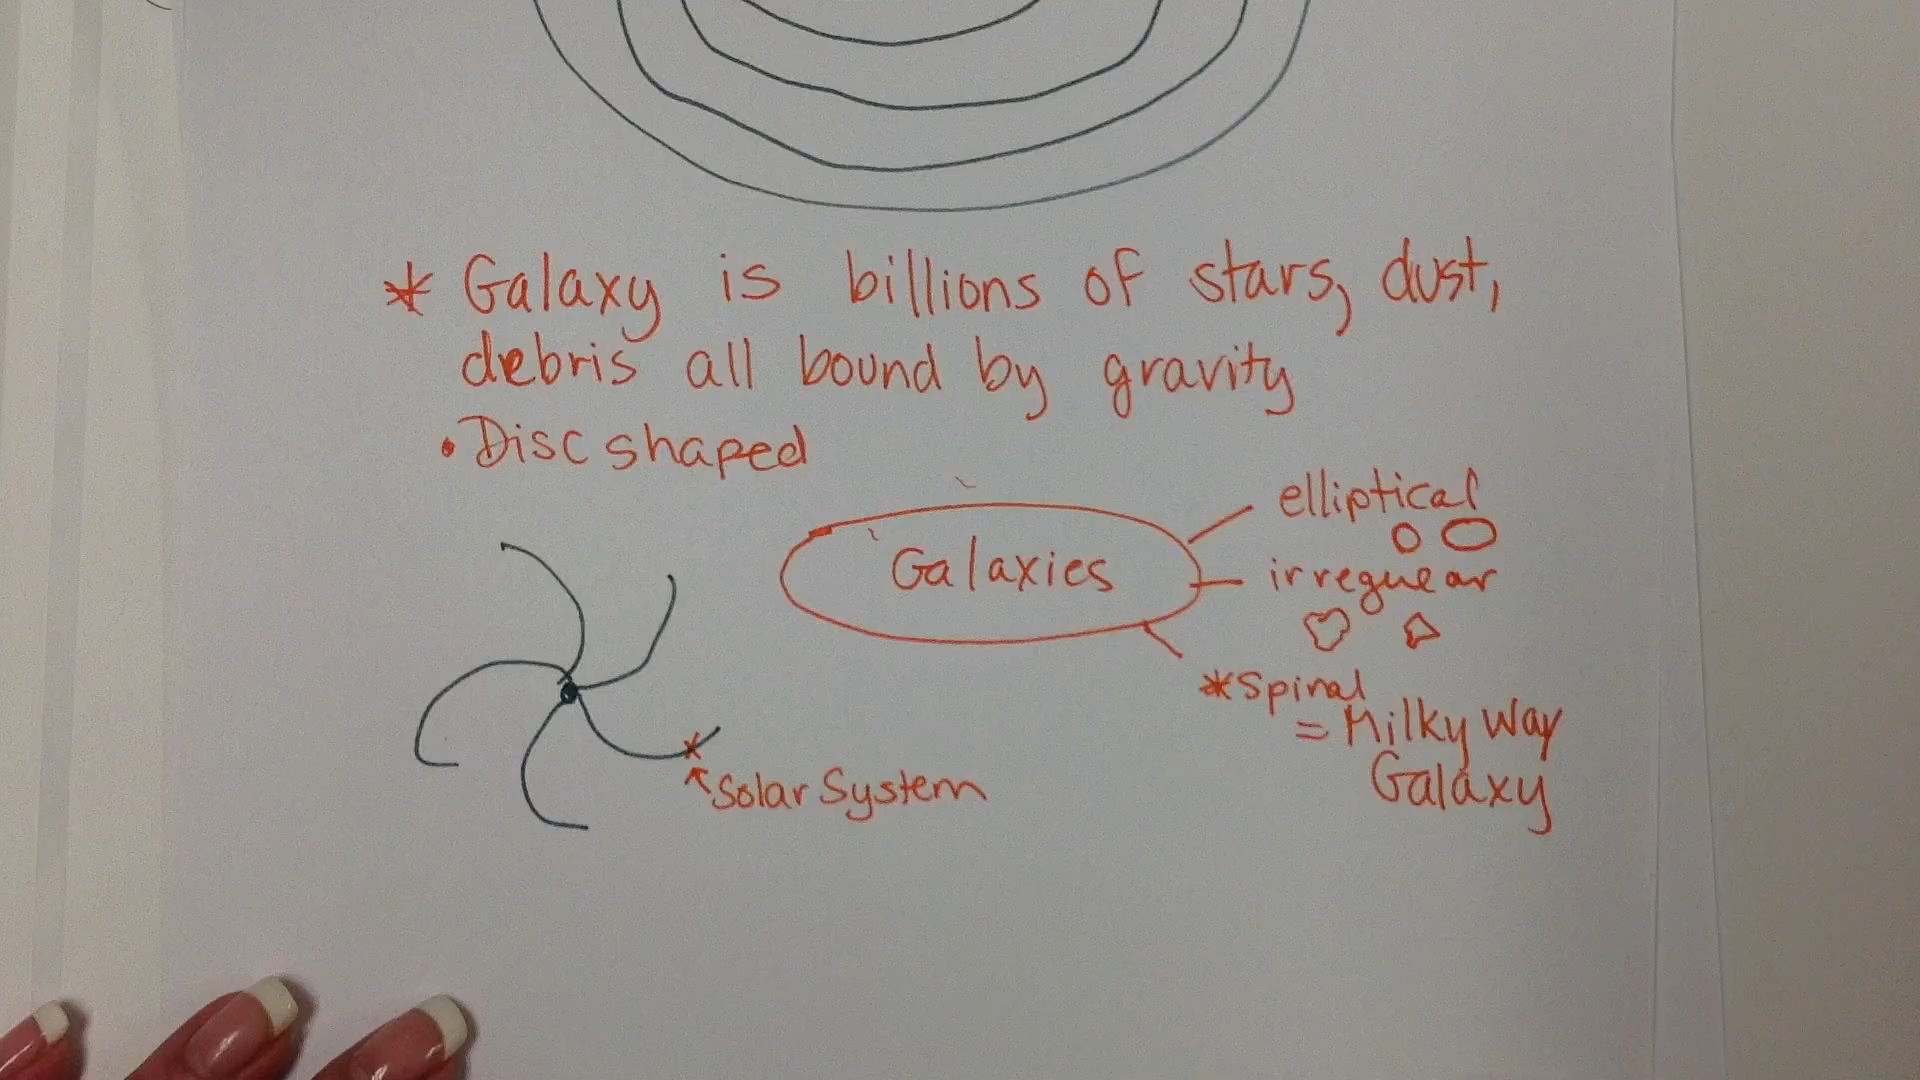 * Galaxy is billions of stars, dust,
debris all bound by gravity
• Disc shaped
Galaxies
elliptical
irreguear
*Spiral
= Milky Way
Galaxy
Solar System